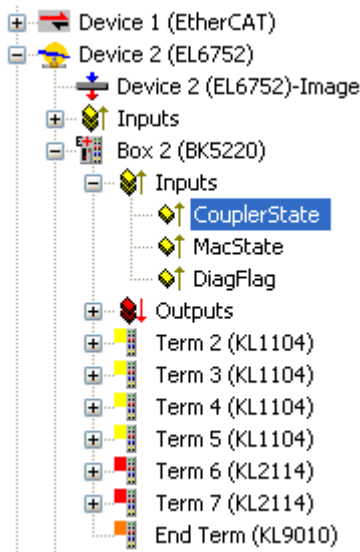 Device 1 (EtherCAT)
Device 2 (EL6752)
Device 2 (EL6752)-Image
Inputs
Box 2 (BK5220)
Inputs
CouplerState
MacState
DiagFlag
Outputs
Term 2 (KL1104)
Term 3 (KL1104)
Term 4 (KL1104)
Term 5 (KL1104)
Term 6 (KL2114)
Term 7 (KL2114)
End Term (KL9010)